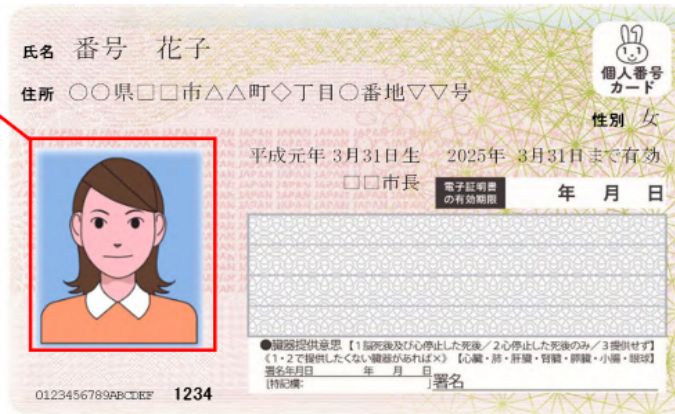 氏名 番号 花子
個人番号
カード
住所 ○○県□□市△△町◇丁目○番地▽▽号
性別 女
平成元年 3月31日生 2025年 3月31日まで有効
□□市長
電子証明書
の有効期限
年 月 日
●臓器提供意思【1 脳死後及び心停止した死後/2 心停止した死後のみ/3 提供せず】
《1・2で提供したくない臓器があれば×》【心臓・肺・肝臓・腎臓・膵臓・小腸・眼球】
署名年月日 年 月 日
[特記欄: ]署名
0123456789ABCDEF 1234